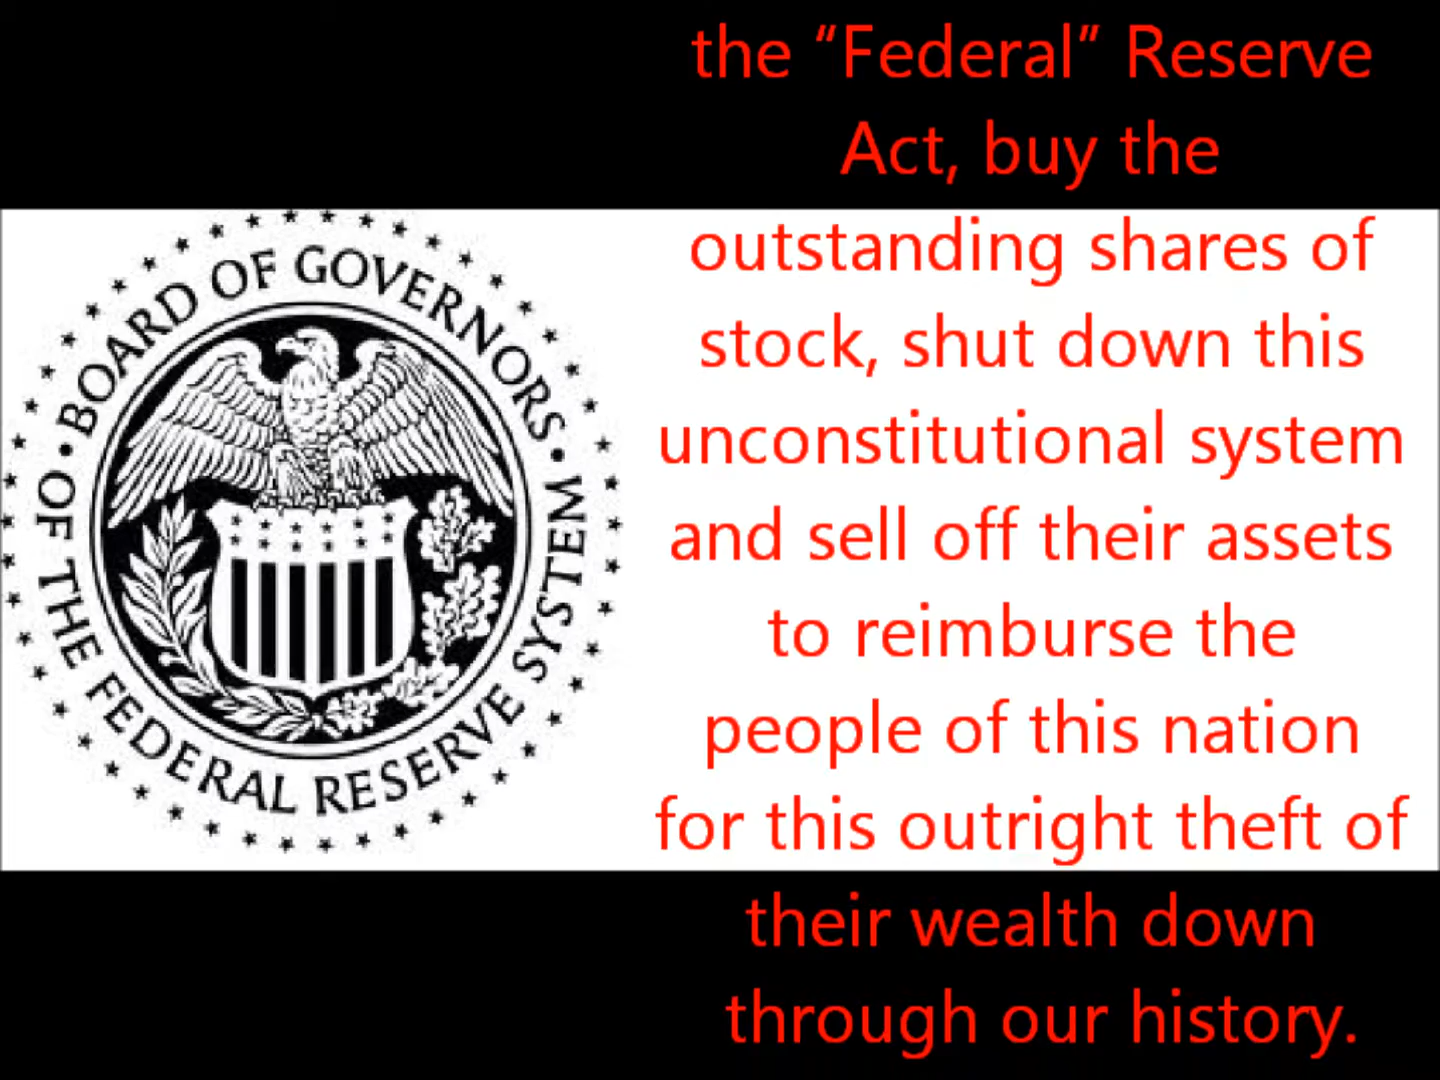 the “Federal” Reserve
Act, buy the
outstanding shares of
stock, shut down this
unconstitutional system
and sell off their assets
to reimburse the
people of this nation
for this outright theft of
their wealth down
through our history.
BOARD OF GOVERNORS
OF THE FEDERAL RESERVE SYSTEM